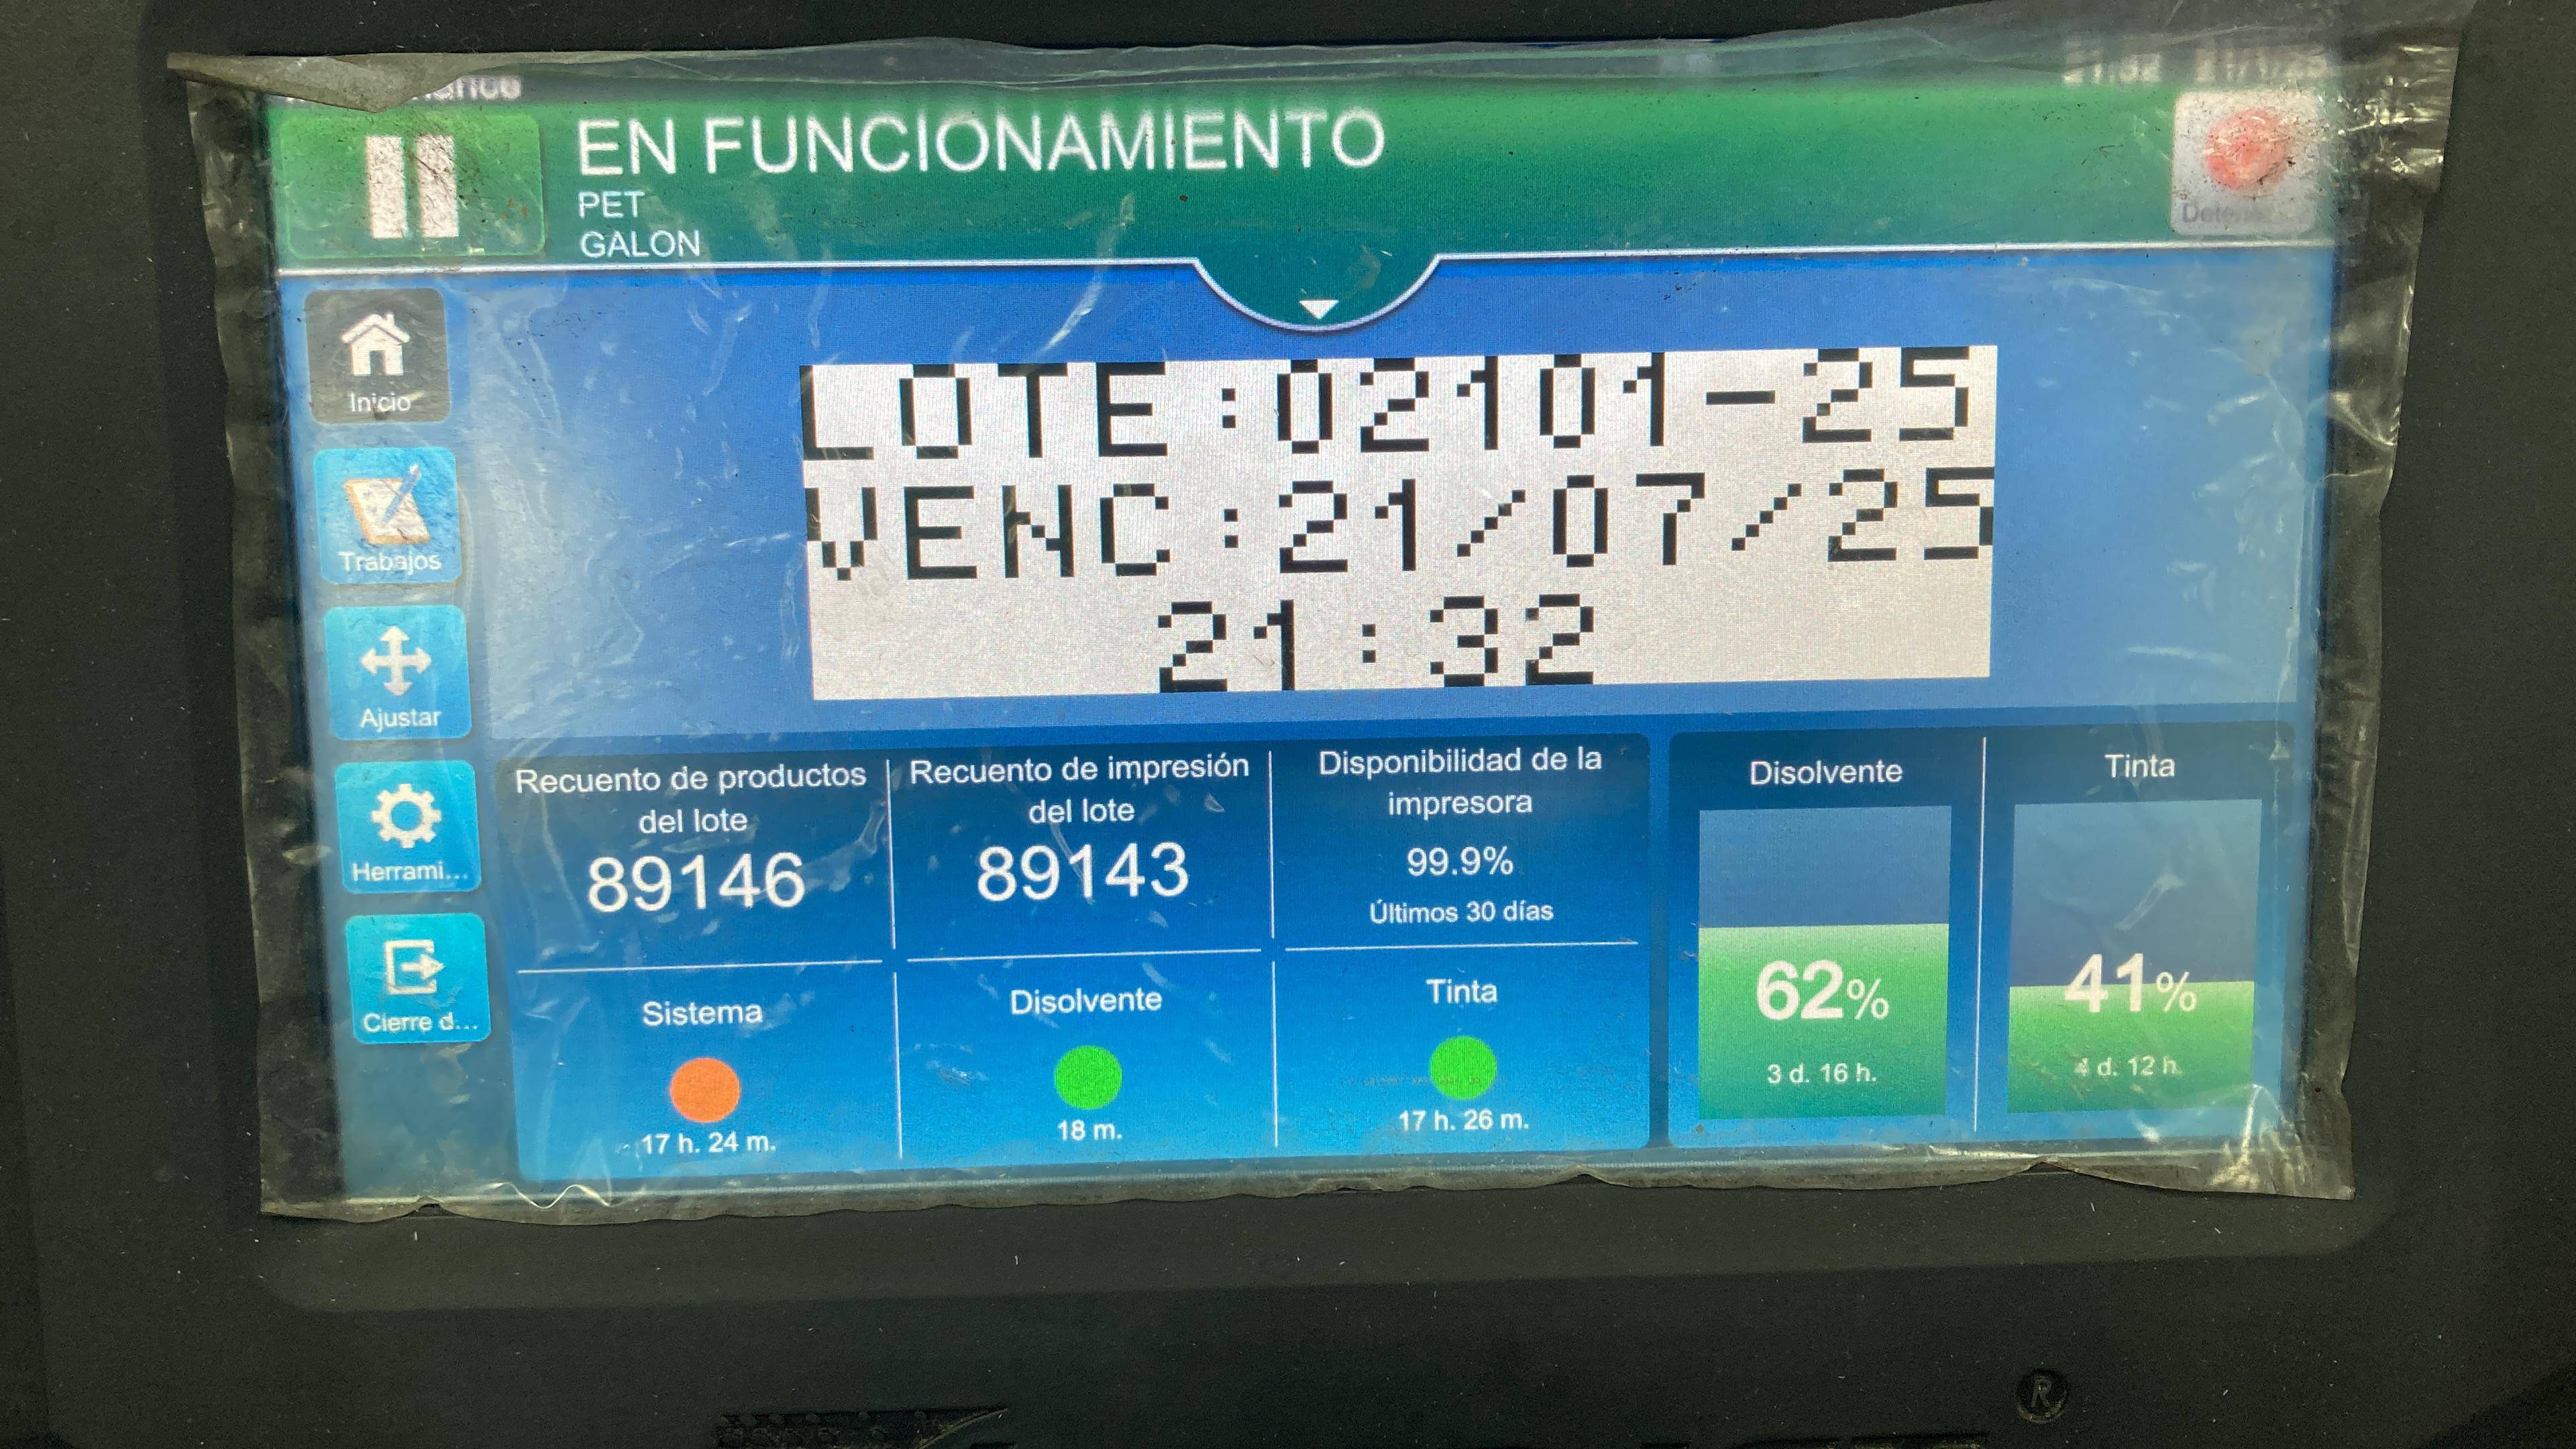 EN FUNCIONAMIENTO
PET
GALON
Inicio
Trabajos
Ajustar
Herrami...
Cierre d...
LOTE:02101-25
VENC:21/07/25
21:32
Recuento de productos
del lote
89146
Recuento de impresión
del lote
89143
Disponibilidad de la
impresora
99.9%
Últimos 30 días
Sistema
17 h. 24 m.
Disolvente
18 m.
Tinta
17 h. 26 m.
Disolvente
62%
3 d. 16 h.
Tinta
41%
4 d. 12 h.
R